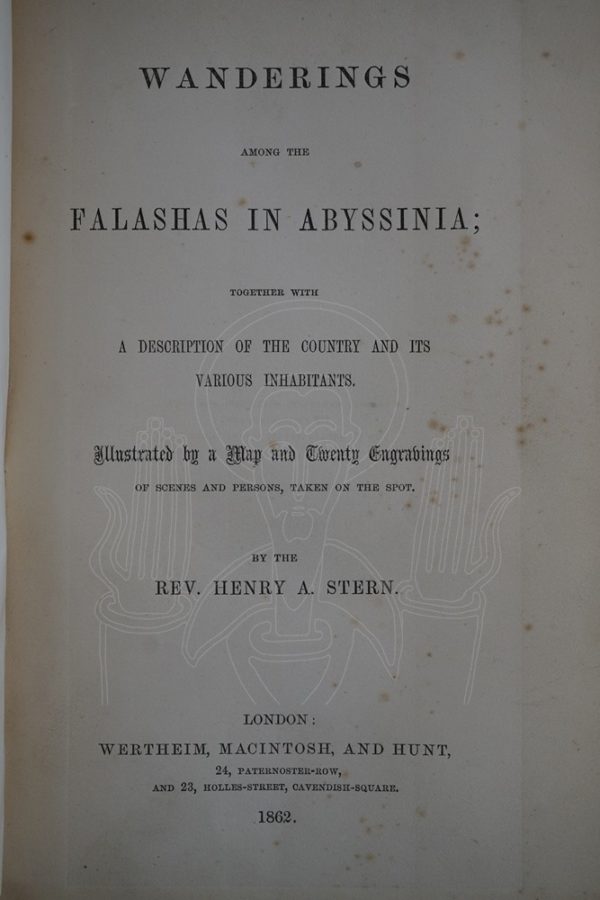 WANDERINGS
AMONG THE
FALASHAS IN ABYSSINIA;
TOGETHER WITH
A DESCRIPTION OF THE COUNTRY AND ITS
VARIOUS INHABITANTS.
Illustrated by a Map and Twenty Engravings
OF SCENES AND PERSONS, TAKEN ON THE SPOT.
BY THE
REV. HENRY A. STERN.
LONDON:
WERTHEIM, MACINTOSH, AND HUNT,
24, PATERNOSTER-ROW,
AND 23, HOLLES-STREET, CAVENDISH-SQUARE.
1862.